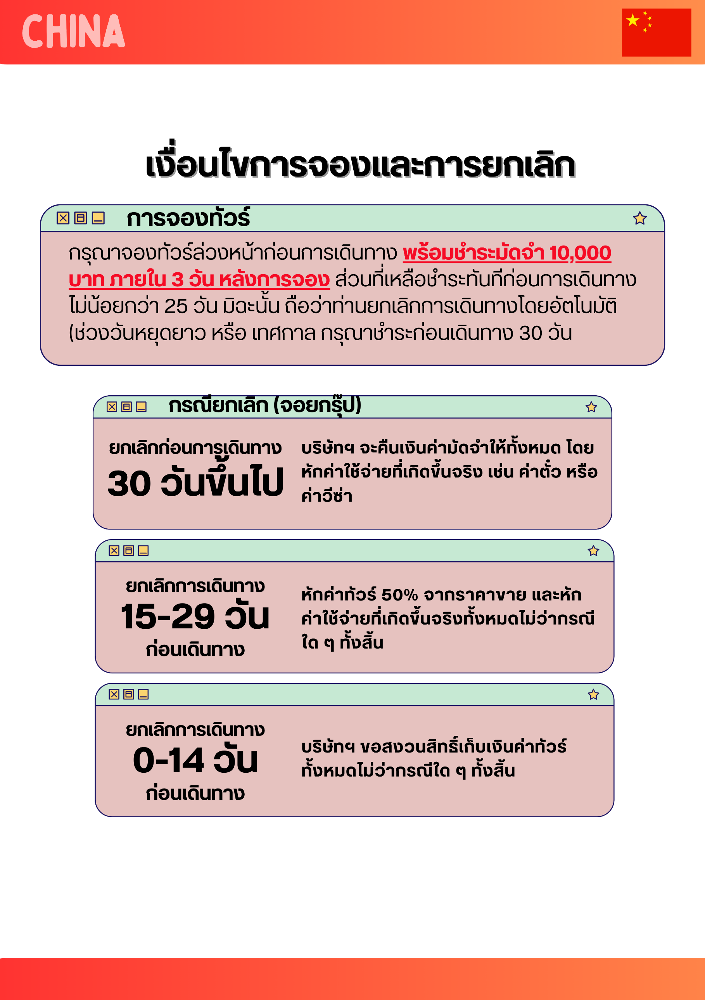 CHINA
เงื่อนไขการจองและการยกเลิก
การจองทัวร์
กรุณาจองทัวร์ล่วงหน้าก่อนการเดินทาง พร้อมชำระมัดจำ 10,000
บาท ภายใน 3 วัน หลังการจอง ส่วนที่เหลือชำระทันทีก่อนการเดินทาง
ไม่น้อยกว่า 25 วัน มิฉะนั้น ถือว่าท่านยกเลิกการเดินทางโดยอัตโนมัติ
(ช่วงวันหยุดยาว หรือ เทศกาล กรุณาชำระก่อนเดินทาง 30 วัน
กรณียกเลิก (จอยกรุ๊ป)
ยกเลิกก่อนการเดินทาง
30 วันขึ้นไป
บริษัทฯ จะคืนเงินค่ามัดจำให้ทั้งหมด โดย
หักค่าใช้จ่ายที่เกิดขึ้นจริง เช่น ค่าตั๋ว หรือ
ค่าวีซ่า
ยกเลิกการเดินทาง
15-29 วัน
ก่อนเดินทาง
หักค่าทัวร์ 50% จากราคาขาย และหัก
ค่าใช้จ่ายที่เกิดขึ้นจริงทั้งหมดไม่ว่ากรณี
ใด ๆ ทั้งสิ้น
ยกเลิกการเดินทาง
0-14 วัน
ก่อนเดินทาง
บริษัทฯ ขอสงวนสิทธิ์เก็บเงินค่าทัวร์
ทั้งหมดไม่ว่ากรณีใด ๆ ทั้งสิ้น